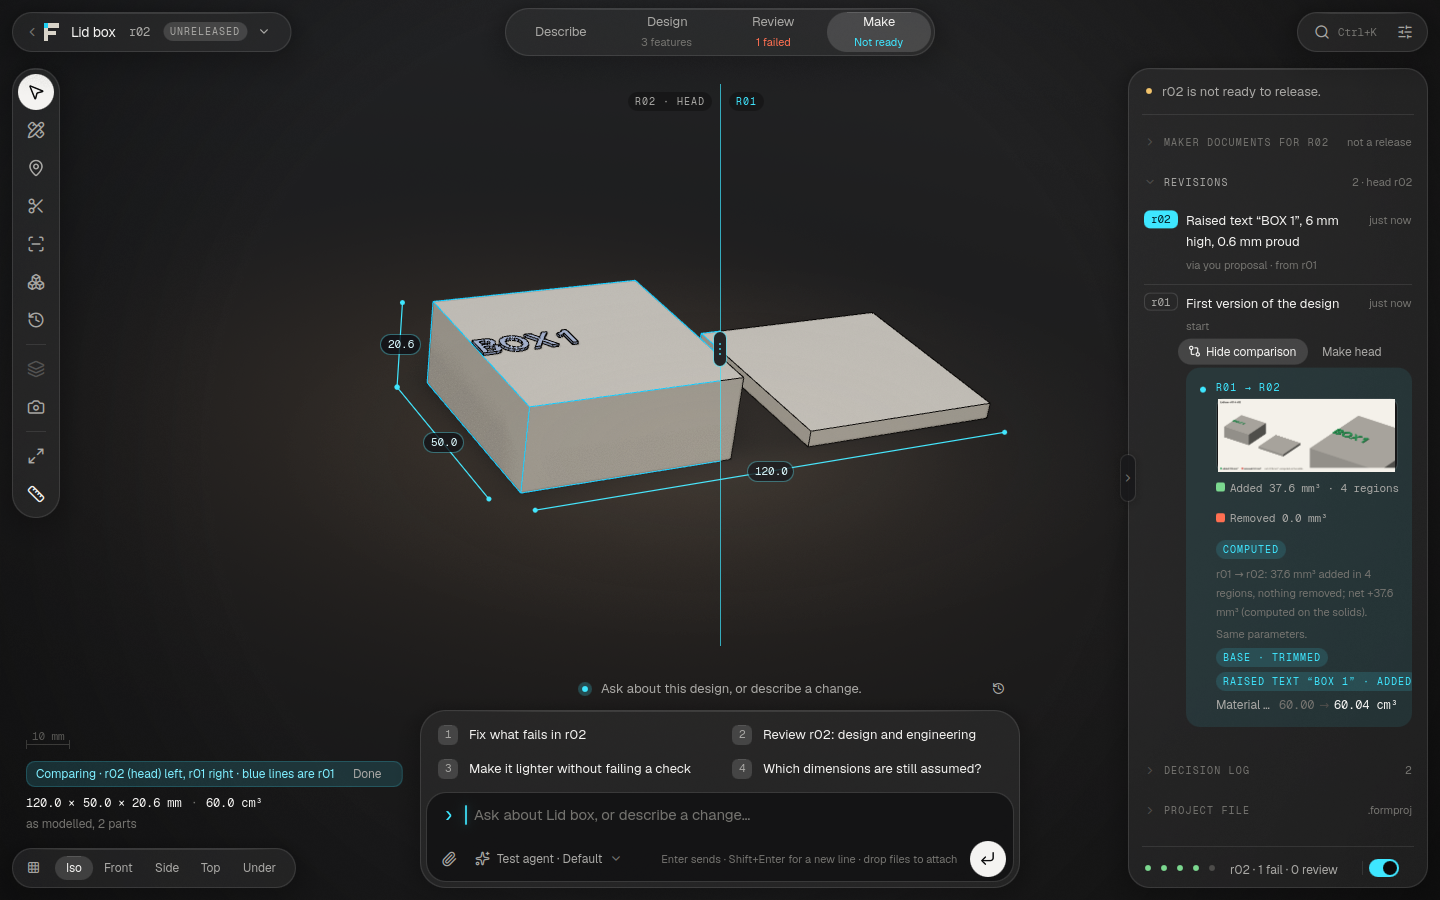 Lid box r02 UNRELEASED
Describe
Design
3 features
Review
1 failed
Make
Not ready
Ctrl+K
R02 · HEAD
R01
BOX 1
20.6
50.0
120.0
r02 is not ready to release.
MAKER DOCUMENTS FOR R02 not a release
REVISIONS 2 · head r02
r02 Raised text “BOX 1”, 6 mm just now
high, 0.6 mm proud
via you proposal · from r01
r01 First version of the design just now
start
Hide comparison Make head
R01 → R02
BOX 1
Added 37.6 mm³ · 4 regions
Removed 0.0 mm³
COMPUTED
r01 → r02: 37.6 mm³ added in 4
regions, nothing removed; net +37.6
mm³ (computed on the solids).
Same parameters.
BASE · TRIMMED
RAISED TEXT “BOX 1” · ADDED
Material ... 60.00 → 60.04 cm³
DECISION LOG 2
PROJECT FILE .formproj
r02 · 1 fail · 0 review
Ask about this design, or describe a change.
1 Fix what fails in r02
2 Review r02: design and engineering
3 Make it lighter without failing a check
4 Which dimensions are still assumed?
Ask about Lid box, or describe a change...
Test agent · Default
Enter sends · Shift+Enter for a new line · drop files to attach
10 mm
Comparing · r02 (head) left, r01 right · blue lines are r01 Done
120.0 × 50.0 × 20.6 mm · 60.0 cm³
as modelled, 2 parts
Iso Front Side Top Under